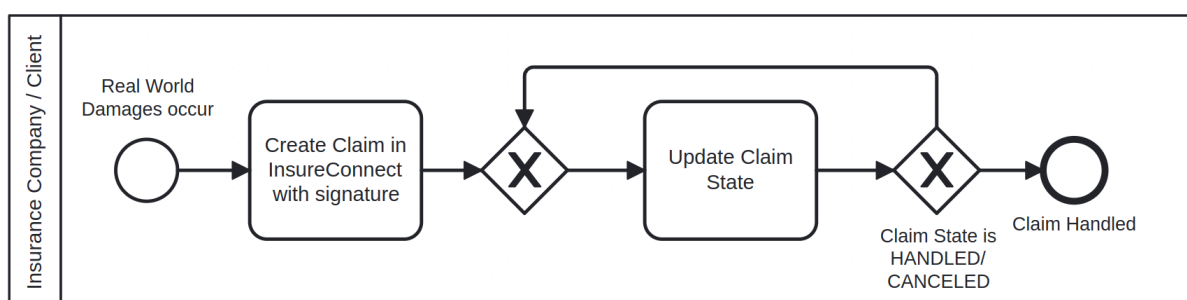 Insurance Company / Client
Real World
Damages occur
Create Claim in
InsureConnect
with signature
X
Update Claim
State
X
Claim State is
HANDLED/
CANCELED
Claim Handled